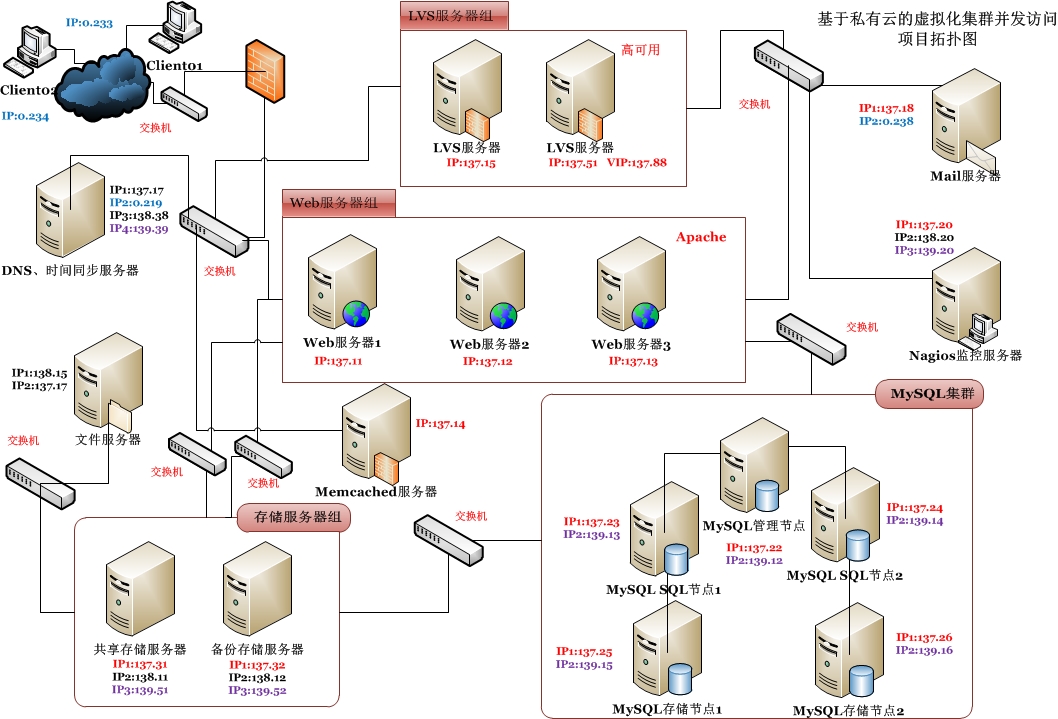 基于私有云的虚拟化集群并发访问
项目拓扑图
IP:0.233
Client01
Client02
IP:0.234
交换机
LVS服务器组
高可用
LVS服务器
IP:137.15
LVS服务器
IP:137.51 VIP:137.88
交换机
IP1:137.18
IP2:0.238
Mail服务器
IP1:137.17
IP2:0.219
IP3:138.38
IP4:139.39
DNS、时间同步服务器
交换机
Web服务器组
Apache
Web服务器1
IP:137.11
Web服务器2
IP:137.12
Web服务器3
IP:137.13
IP1:137.20
IP2:138.20
IP3:139.20
Nagios监控服务器
交换机
IP1:138.15
IP2:137.17
文件服务器
交换机
交换机
交换机
IP:137.14
Memcached服务器
MySQL集群
MySQL管理节点
IP1:137.22
IP2:139.12
IP1:137.23
IP2:139.13
MySQL SQL节点1
IP1:137.24
IP2:139.14
MySQL SQL节点2
IP1:137.25
IP2:139.15
MySQL存储节点1
IP1:137.26
IP2:139.16
MySQL存储节点2
交换机
存储服务器组
共享存储服务器
IP1:137.31
IP2:138.11
IP3:139.51
备份存储服务器
IP1:137.32
IP2:138.12
IP3:139.52